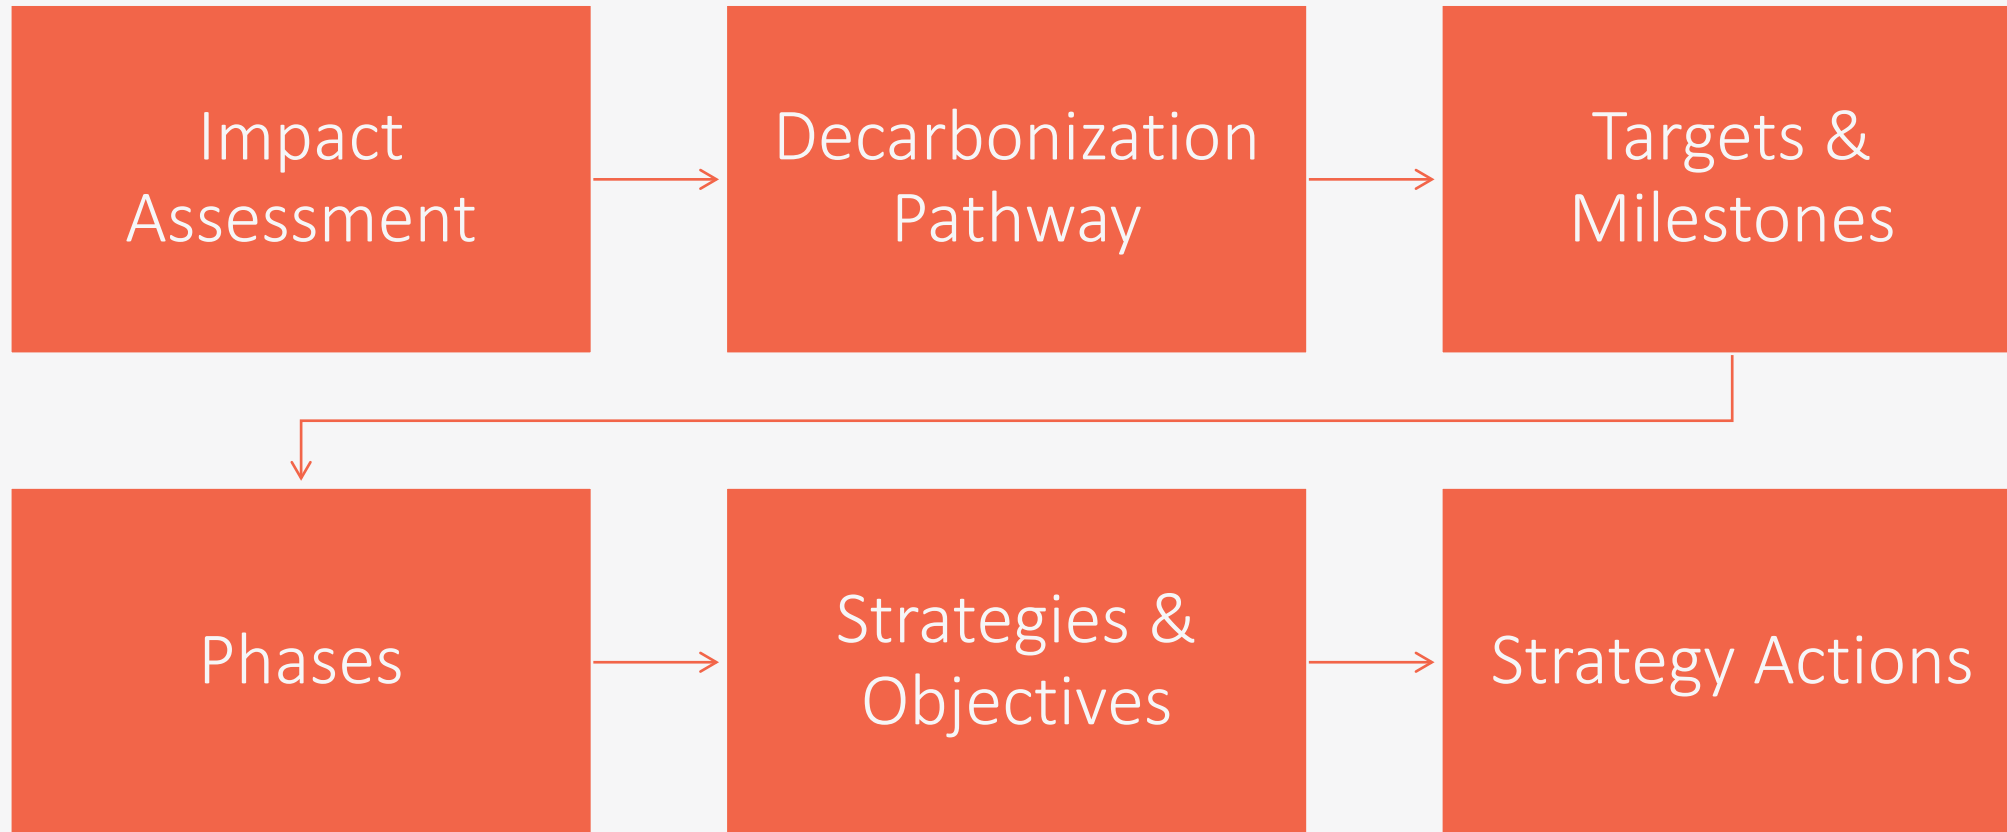 Impact
Assessment
Decarbonization
Pathway
Targets &
Milestones
Phases
Strategies &
Objectives
Strategy Actions